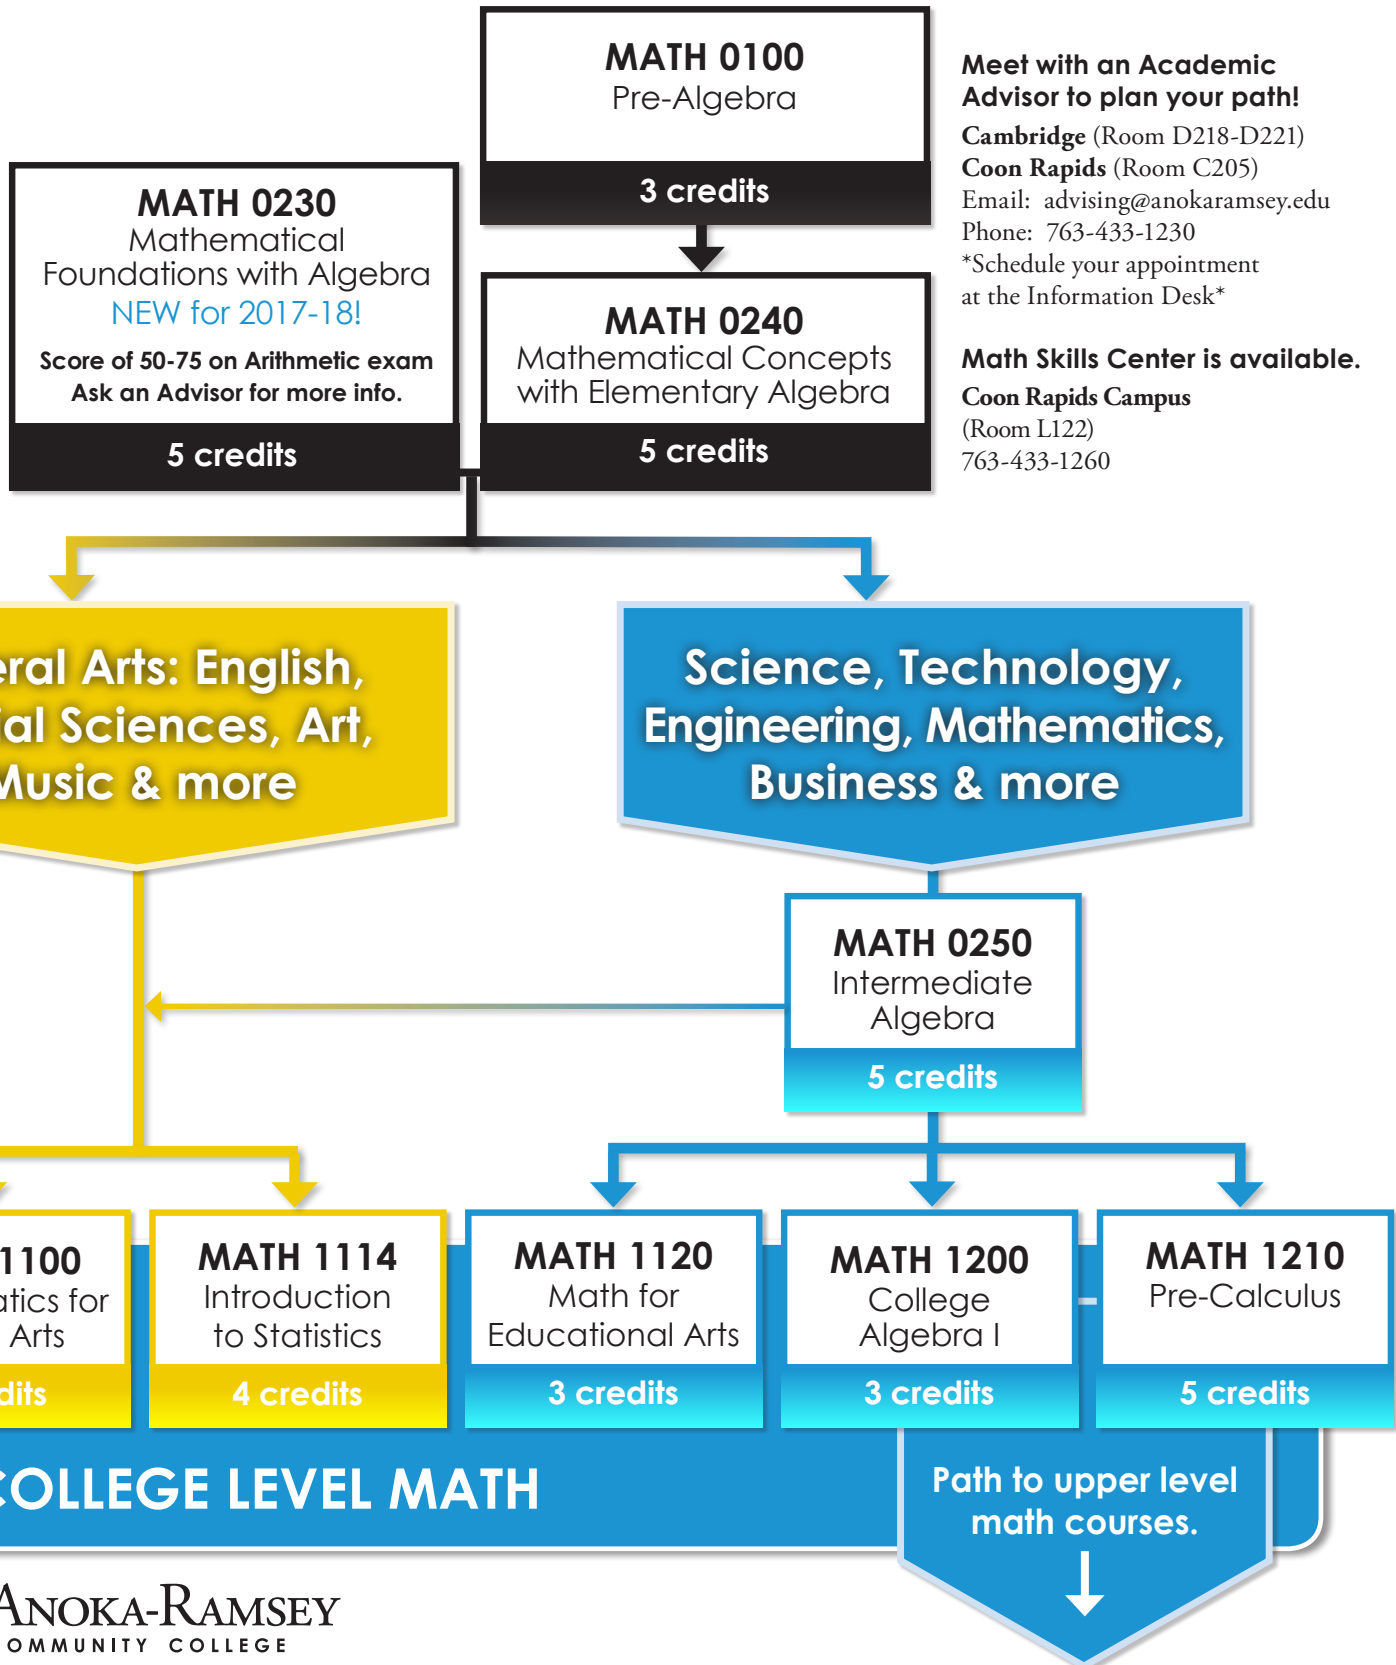 MATH 0100
Pre-Algebra
3 credits
Meet with an Academic
Advisor to plan your path!
Cambridge (Room D218-D221)
Coon Rapids (Room C205)
Email: advising@anokaramsey.edu
Phone: 763-433-1230
*Schedule your appointment
at the Information Desk*
Math Skills Center is available.
Coon Rapids Campus
(Room L122)
763-433-1260
MATH 0230
Mathematical
Foundations with Algebra
NEW for 2017-18!
Score of 50-75 on Arithmetic exam
Ask an Advisor for more info.
5 credits
MATH 0240
Mathematical Concepts
with Elementary Algebra
5 credits
eral Arts: English,
ial Sciences, Art,
Music & more
Science, Technology,
Engineering, Mathematics,
Business & more
MATH 0250
Intermediate
Algebra
5 credits
1100
atics for
Arts
dits
MATH 1114
Introduction
to Statistics
4 credits
MATH 1120
Math for
Educational Arts
3 credits
MATH 1200
College
Algebra I
3 credits
MATH 1210
Pre-Calculus
5 credits
COLLEGE LEVEL MATH
Path to upper level
math courses.
ANOKA-RAMSEY
OMMUNITY COLLEGE